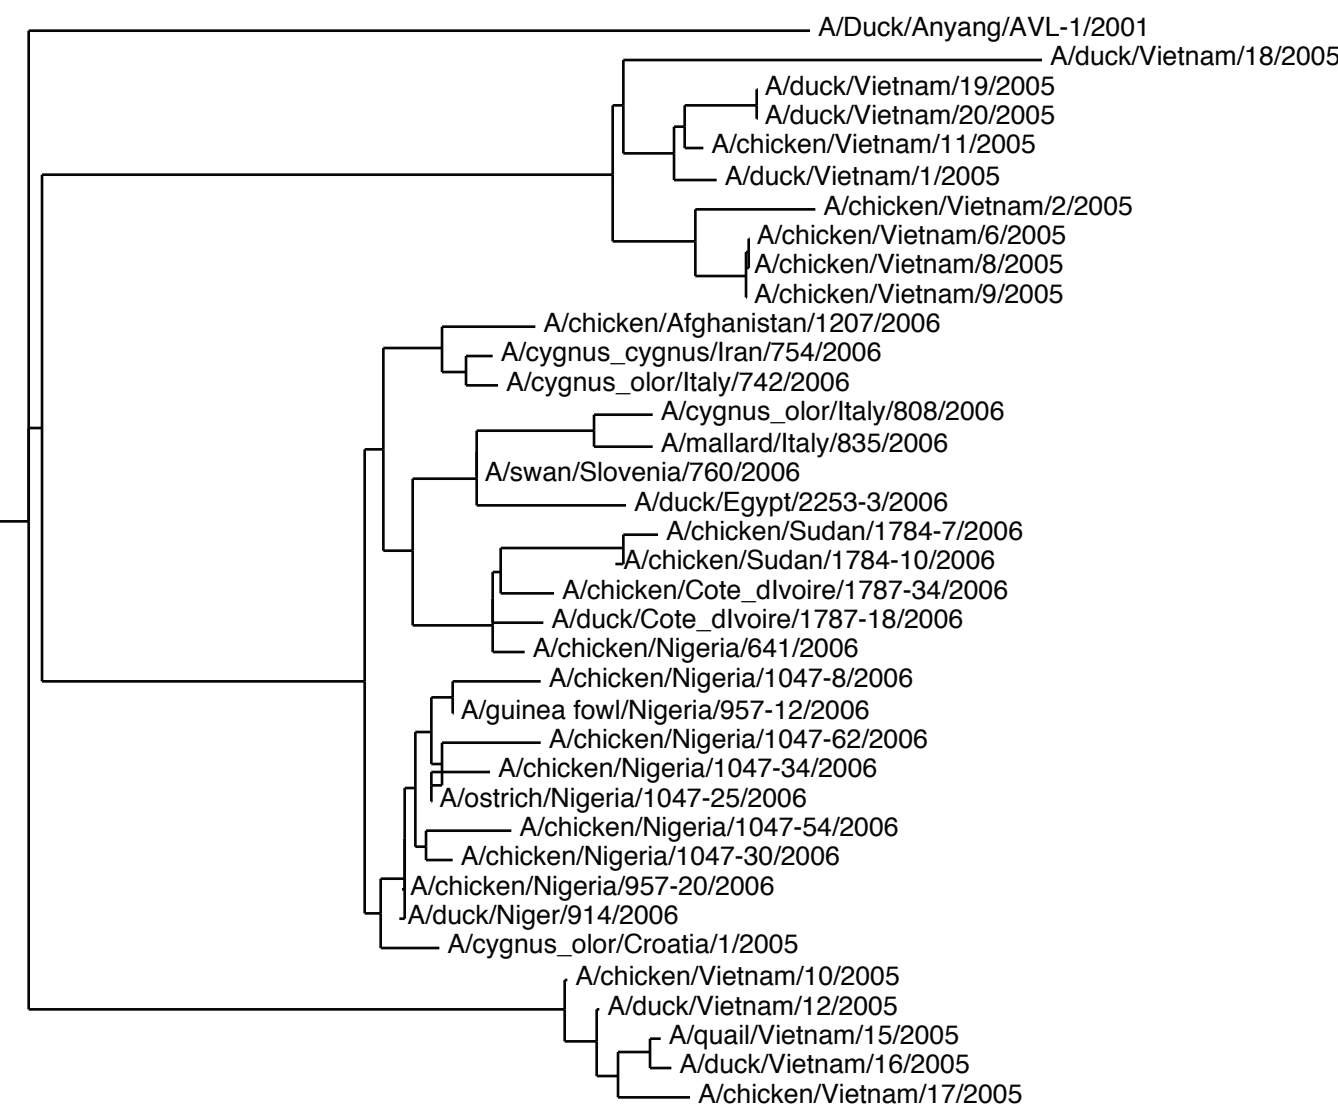 A/Duck/Anyang/AVL-1/2001
A/duck/Vietnam/18/2005
A/duck/Vietnam/19/2005
A/duck/Vietnam/20/2005
A/chicken/Vietnam/11/2005
A/duck/Vietnam/1/2005
A/chicken/Vietnam/2/2005
A/chicken/Vietnam/6/2005
A/chicken/Vietnam/8/2005
A/chicken/Vietnam/9/2005
A/chicken/Afghanistan/1207/2006
A/cygnus_cygnus/Iran/754/2006
A/cygnus_olor/Italy/742/2006
A/cygnus_olor/Italy/808/2006
A/mallard/Italy/835/2006
A/swan/Slovenia/760/2006
A/duck/Egypt/2253-3/2006
A/chicken/Sudan/1784-7/2006
A/chicken/Sudan/1784-10/2006
A/chicken/Cote_dIvoire/1787-34/2006
A/duck/Cote_dIvoire/1787-18/2006
A/chicken/Nigeria/641/2006
A/chicken/Nigeria/1047-8/2006
A/guinea fowl/Nigeria/957-12/2006
A/chicken/Nigeria/1047-62/2006
A/chicken/Nigeria/1047-34/2006
A/ostrich/Nigeria/1047-25/2006
A/chicken/Nigeria/1047-54/2006
A/chicken/Nigeria/1047-30/2006
A/chicken/Nigeria/957-20/2006
A/duck/Niger/914/2006
A/cygnus_olor/Croatia/1/2005
A/chicken/Vietnam/10/2005
A/duck/Vietnam/12/2005
A/quail/Vietnam/15/2005
A/duck/Vietnam/16/2005
A/chicken/Vietnam/17/2005